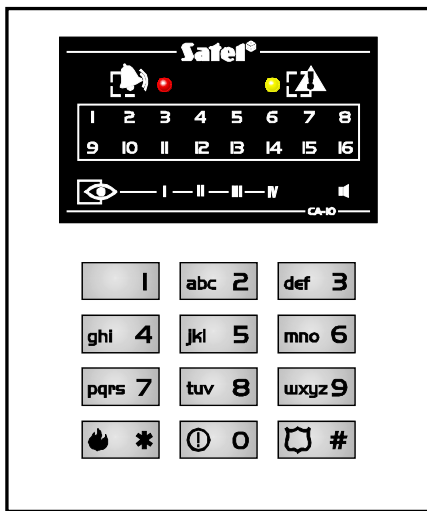 Satel®
1 2 3 4 5 6 7 8
9 10 11 12 13 14 15 16
I II III IV
CA-10
1 abc 2 def 3
ghi 4 jkl 5 mno 6
pqrs 7 tuv 8 wxyz 9
* 0 #